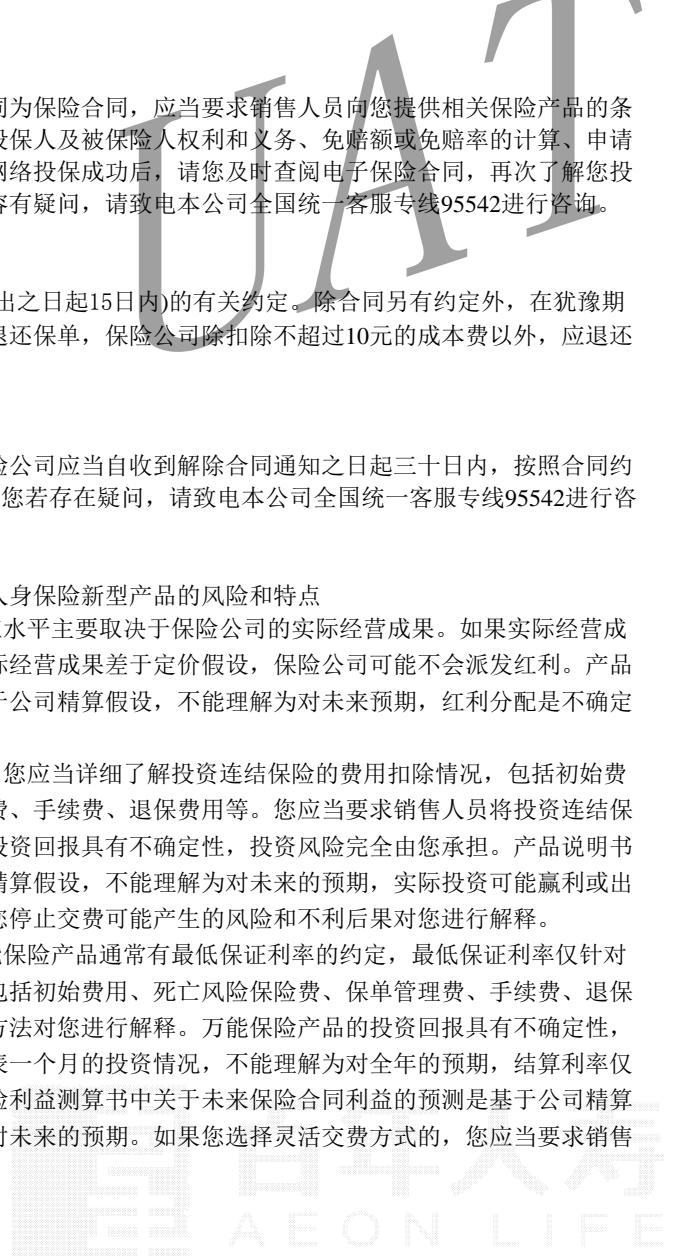 UAT
同为保险合同，应当要求销售人员向您提供相关保险产品的条
投保人及被保险人权利和义务、免赔额或免赔率的计算、申请
网络投保成功后，请您及时查阅电子保险合同，再次了解您投
容有疑问，请致电本公司全国统一客服专线95542进行咨询。
出之日起15日内)的有关约定。除合同另有约定外，在犹豫期
退还保单，保险公司除扣除不超过10元的成本费以外，应退还
险公司应当自收到解除合同通知之日起三十日内，按照合同约
您若存在疑问，请致电本公司全国统一客服专线95542进行咨
人身保险新型产品的风险和特点
水平主要取决于保险公司的实际经营成果。如果实际经营成
际经营成果差于定价假设，保险公司可能不会派发红利。产品
于公司精算假设，不能理解为对未来预期，红利分配是不确定
您应当详细了解投资连结保险的费用扣除情况，包括初始费
费、手续费、退保费用等。您应当要求销售人员将投资连结保
投资回报具有不确定性，投资风险完全由您承担。产品说明书
精算假设，不能理解为对未来的预期，实际投资可能赢利或出
您停止交费可能产生的风险和不利后果对您进行解释。
保险产品通常有最低保证利率的约定，最低保证利率仅针对
包括初始费用、死亡风险保险费、保单管理费、手续费、退保
方法对您进行解释。万能保险产品的投资回报具有不确定性，
表一个月的投资情况，不能理解为对全年的预期，结算利率仅
险利益测算书中关于未来保险合同利益的预测是基于公司精算
对未来的预期。如果您选择灵活交费方式的，您应当要求销售
百年人寿
AEON LIFE